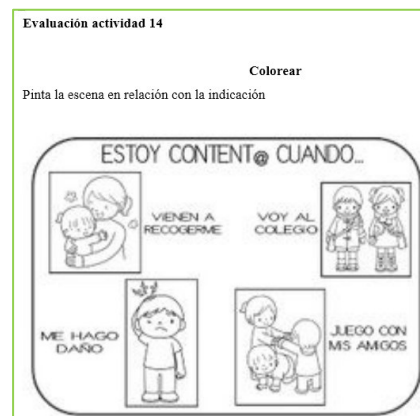 Evaluación actividad 14
Colorear
Pinta la escena en relación con la indicación
ESTOY CONTENT@ CUANDO...
VIENEN A
RECOGERME
VOY AL
COLEGIO
ME HAGO
DAÑO
JUEGO CON
MIS AMIGOS